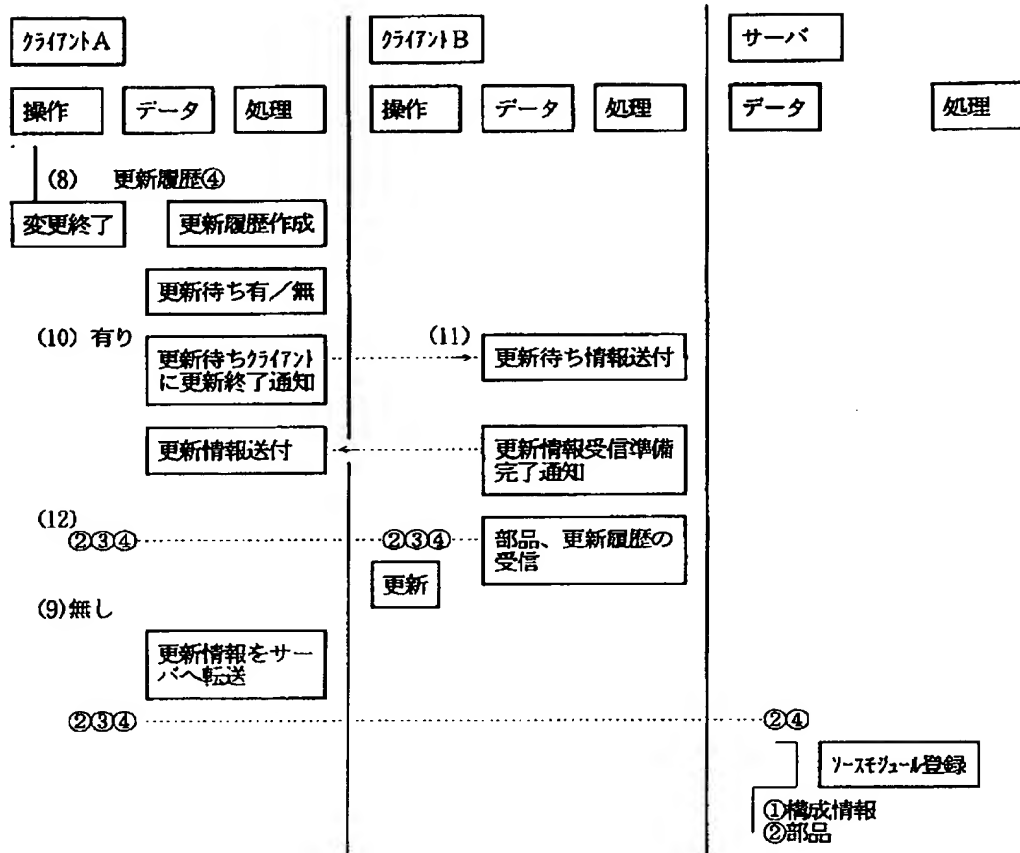 クライアントA クライアントB サーバ
操作 データ 処理 操作 データ 処理 データ 処理
(8) 更新履歴④
変更終了 更新履歴作成
更新待ち有/無
(10) 有り (11)
更新待ちクライアント
に更新終了通知
更新待ち情報送付
更新情報送付
更新情報受信準備
完了通知
(12)
②③④ ②③④
部品、更新履歴の
受信
更新
(9)無し
更新情報をサー
バへ転送
②③④ ②④
ソースモジュール登録
①構成情報
②部品